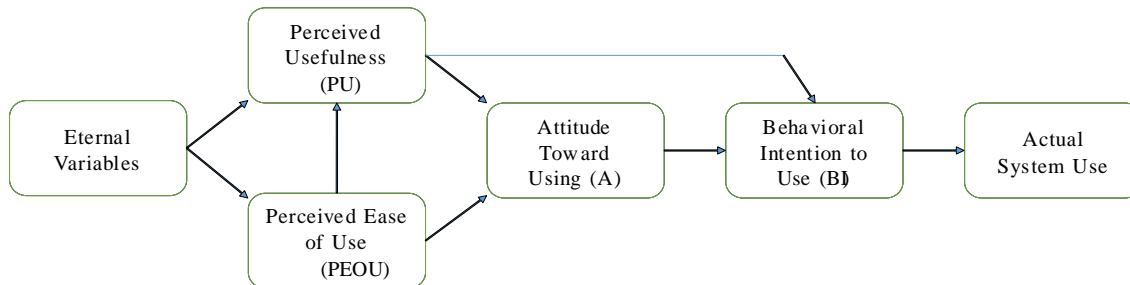 Perceived
Usefulness
(PU)
Eternal
Variables
Perceived Ease
of Use
(PEOU)
Attitude
Toward
Using (A)
Behavioral
Intention to
Use (BI)
Actual
System Use